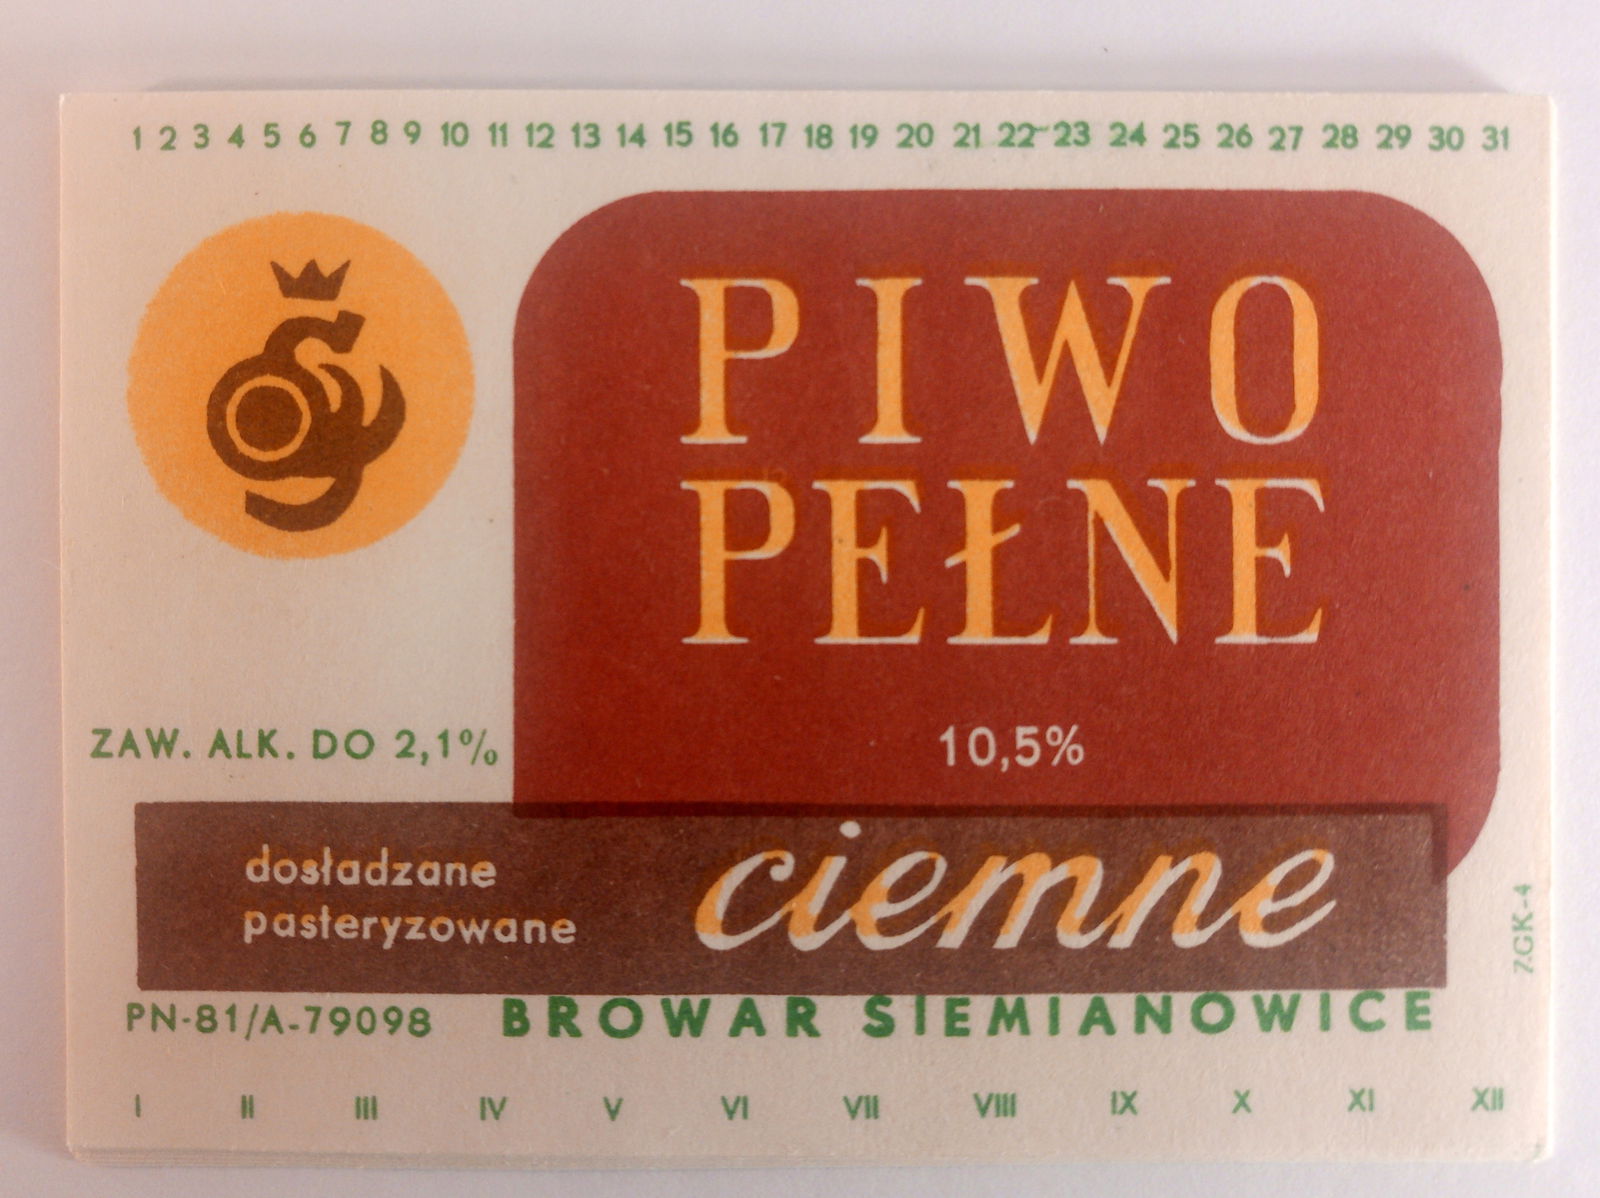 1 2 3 4 5 6 7 8 9 10 11 12 13 14 15 16 17 18 19 20 21 22 23 24 25 26 27 28 29 30 31
PIWO
PEŁNE
ZAW. ALK. DO 2,1%
10,5%
dosładzane
pasteryzowane
ciemne
ZGK-4
PN-81/A-79098
BROWAR SIEMIANOWICE
I II III IV V VI VII VIII IX X XI XII